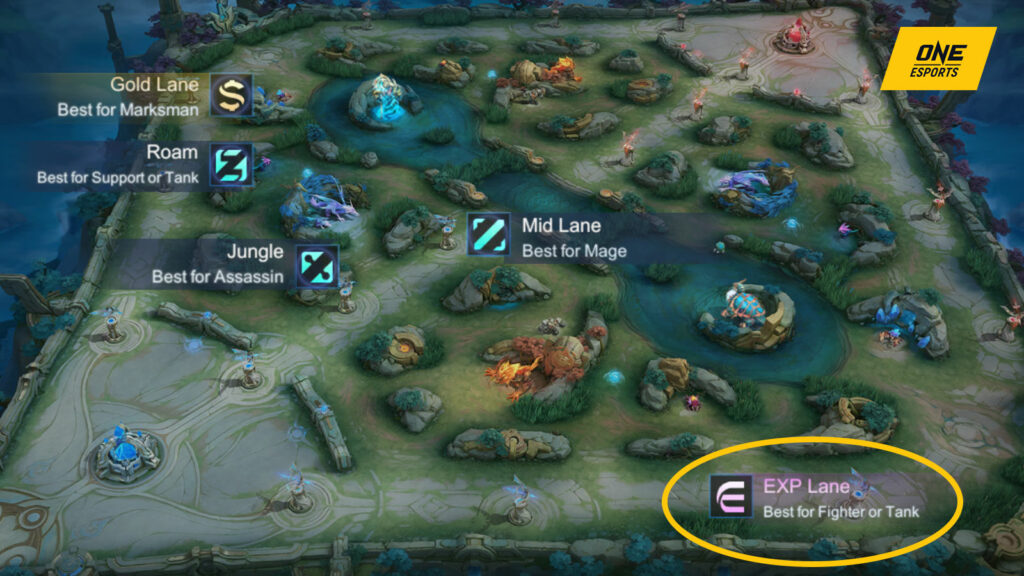 ONE
ESPORTS
Gold Lane
Best for Marksman
Roam
Best for Support or Tank
Mid Lane
Best for Mage
Jungle
Best for Assassin
EXP Lane
Best for Fighter or Tank